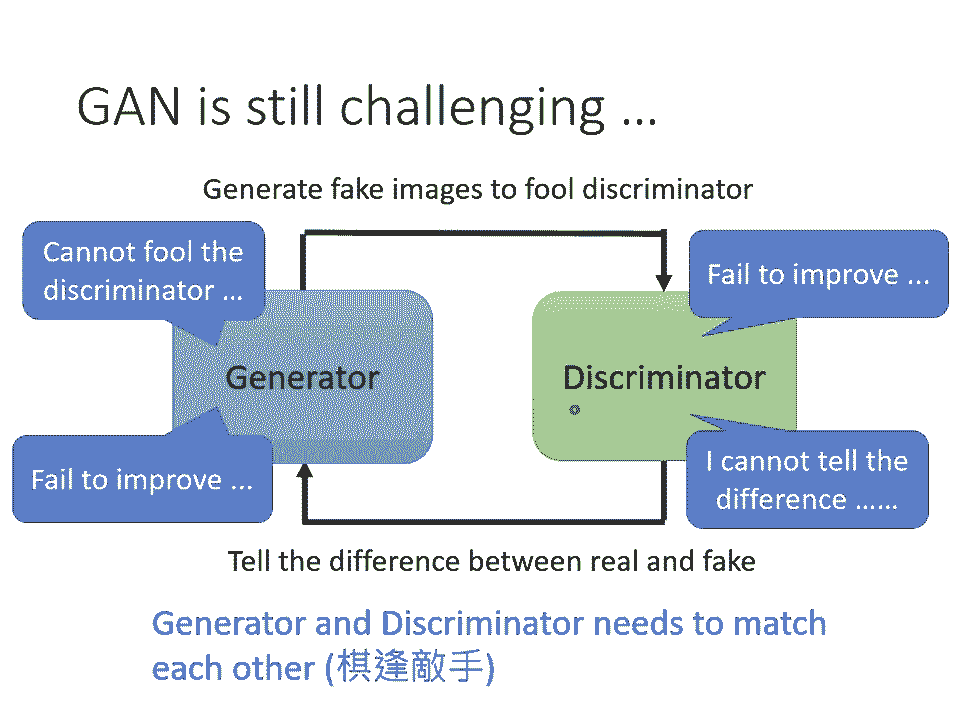 GAN is still challenging ...
Generate fake images to fool discriminator
Cannot fool the
discriminator ...
Fail to improve ...
Generator
Discriminator
Fail to improve ...
I cannot tell the
difference ......
Tell the difference between real and fake
Generator and Discriminator needs to match
each other (棋逢敵手)